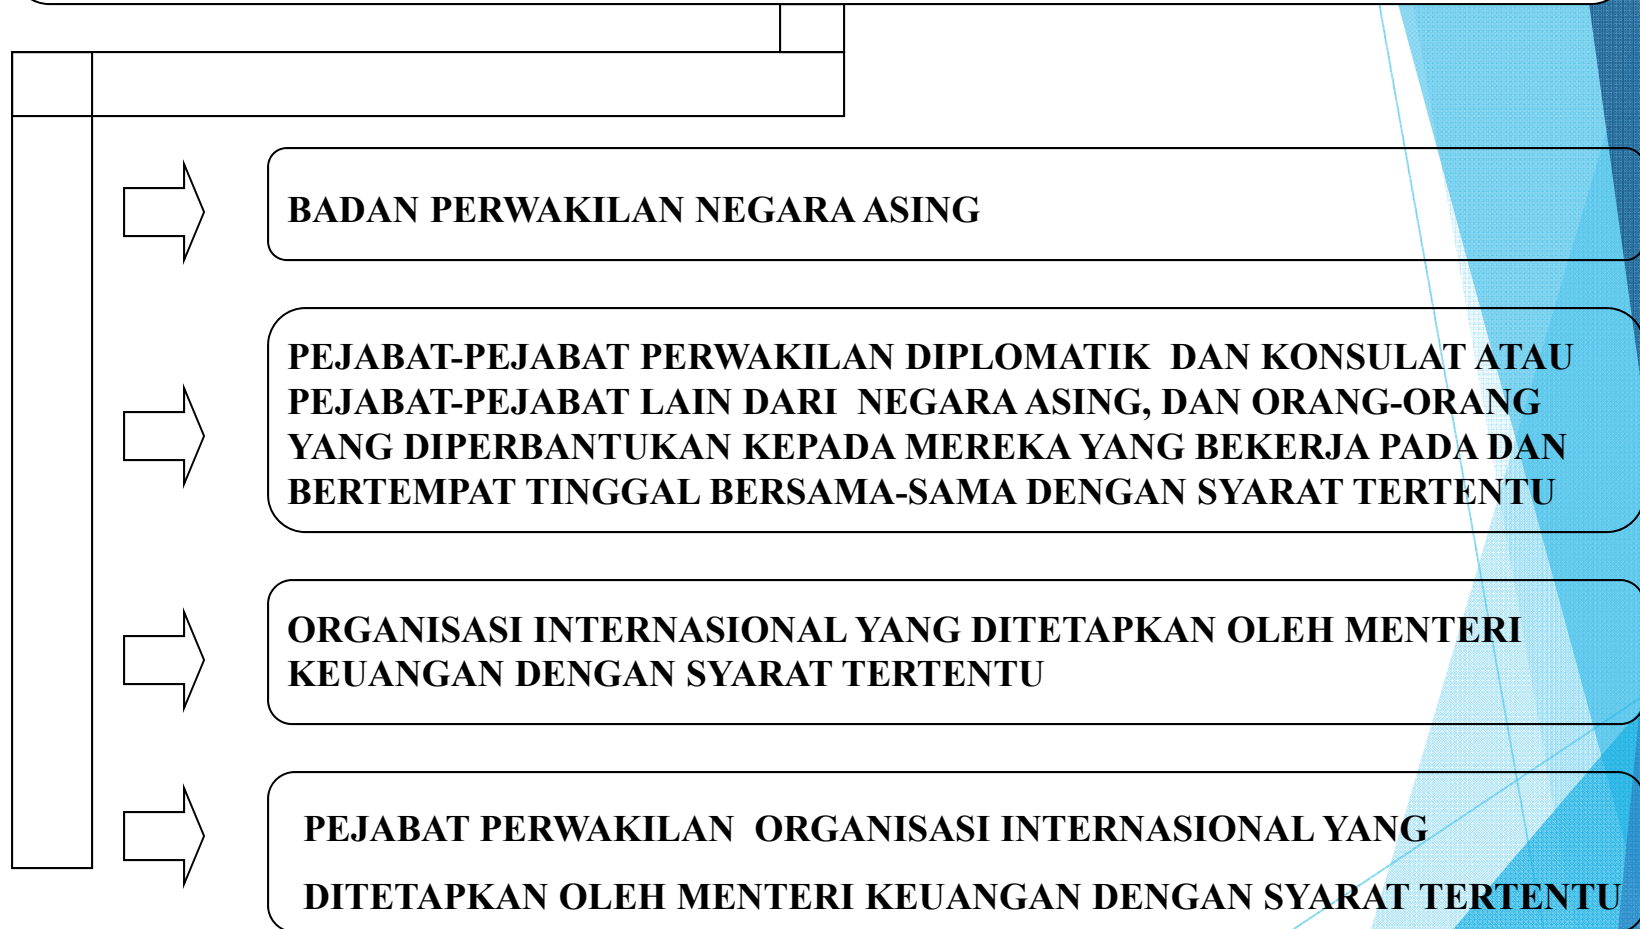 BADAN PERWAKILAN NEGARA ASING
PEJABAT-PEJABAT PERWAKILAN DIPLOMATIK DAN KONSULAT ATAU
PEJABAT-PEJABAT LAIN DARI NEGARA ASING, DAN ORANG-ORANG
YANG DIPERBANTUKAN KEPADA MEREKA YANG BEKERJA PADA DAN
BERTEMPAT TINGGAL BERSAMA-SAMA DENGAN SYARAT TERTENTU
ORGANISASI INTERNASIONAL YANG DITETAPKAN OLEH MENTERI
KEUANGAN DENGAN SYARAT TERTENTU
PEJABAT PERWAKILAN ORGANISASI INTERNASIONAL YANG
DITETAPKAN OLEH MENTERI KEUANGAN DENGAN SYARAT TERTENTU